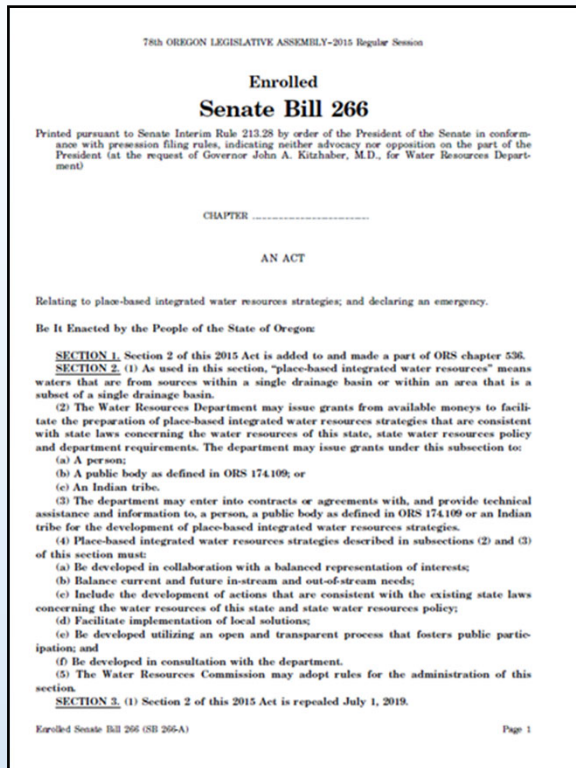 78th OREGON LEGISLATIVE ASSEMBLY--2015 Regular Session
Enrolled
Senate Bill 266
Printed pursuant to Senate Interim Rule 213.28 by order of the President of the Senate in conform-
ance with presession filing rules, indicating neither advocacy nor opposition on the part of the
President (at the request of Governor John A. Kitzhaber, M.D., for Water Resources Depart-
ment)
CHAPTER .................................................
AN ACT
Relating to place-based integrated water resources strategies; and declaring an emergency.
Be It Enacted by the People of the State of Oregon:
SECTION 1. Section 2 of this 2015 Act is added to and made a part of ORS chapter 536.
SECTION 2. (1) As used in this section, “place-based integrated water resources” means
waters that are from sources within a single drainage basin or within an area that is a
subset of a single drainage basin.
(2) The Water Resources Department may issue grants from available moneys to facili-
tate the preparation of place-based integrated water resources strategies that are consistent
with state laws concerning the water resources of this state, state water resources policy
and department requirements. The department may issue grants under this subsection to:
(a) A person;
(b) A public body as defined in ORS 174.109; or
(c) An Indian tribe.
(3) The department may enter into contracts or agreements with, and provide technical
assistance and information to, a person, a public body as defined in ORS 174.109 or an Indian
tribe for the development of place-based integrated water resources strategies.
(4) Place-based integrated water resources strategies described in subsections (2) and (3)
of this section must:
(a) Be developed in collaboration with a balanced representation of interests;
(b) Balance current and future in-stream and out-of-stream needs;
(c) Include the development of actions that are consistent with the existing state laws
concerning the water resources of this state and state water resources policy;
(d) Facilitate implementation of local solutions;
(e) Be developed utilizing an open and transparent process that fosters public partic-
ipation; and
(f) Be developed in consultation with the department.
(5) The Water Resources Commission may adopt rules for the administration of this
section.
SECTION 3. (1) Section 2 of this 2015 Act is repealed July 1, 2019.
Enrolled Senate Bill 266 (SB 266-A) Page 1